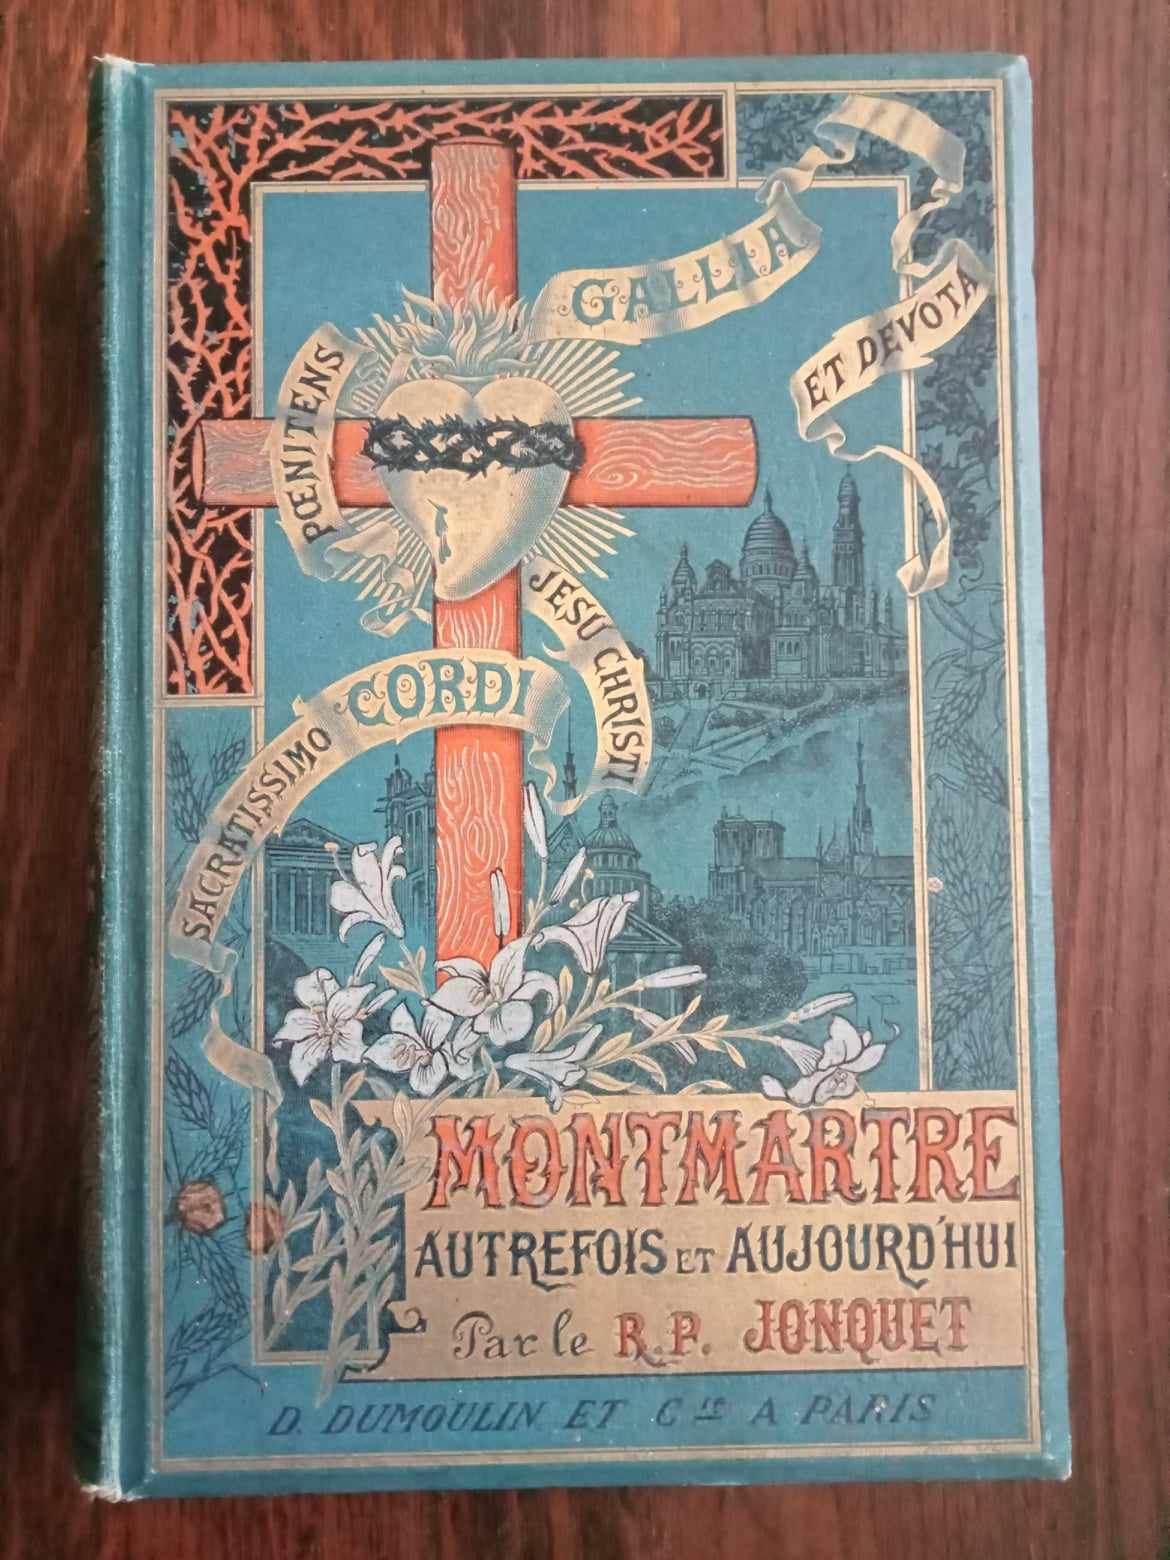 SACRATISSIMO CORDI JESU CHRISTI
GALLIA
PŒNITENS
ET DEVOTA
MONTMARTRE
AUTREFOIS ET AUJOURD'HUI
Par le R.P. JONQUET
D. DUMOULIN ET Cie A PARIS